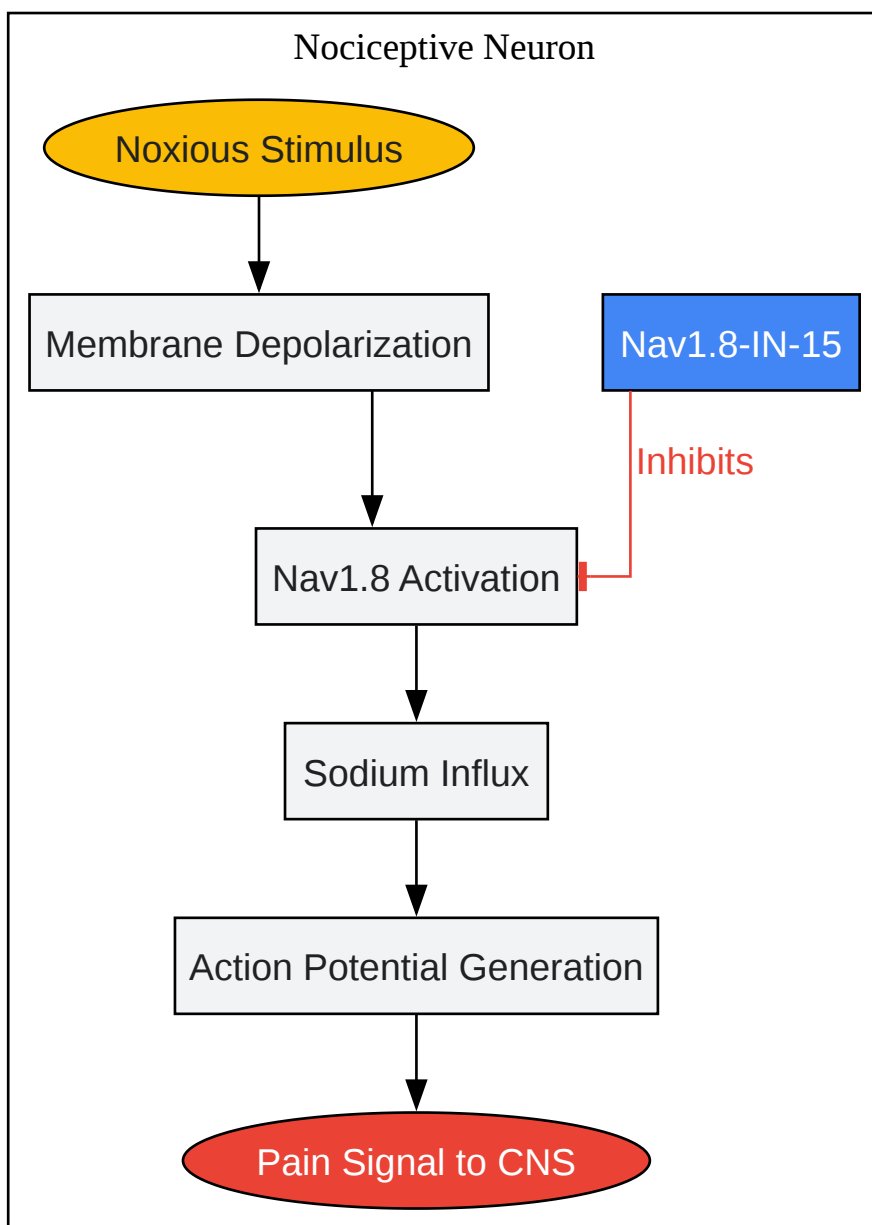 Nociceptive Neuron
Noxious Stimulus
Membrane Depolarization
Nav1.8-IN-15
Inhibits
Nav1.8 Activation
Sodium Influx
Action Potential Generation
Pain Signal to CNS